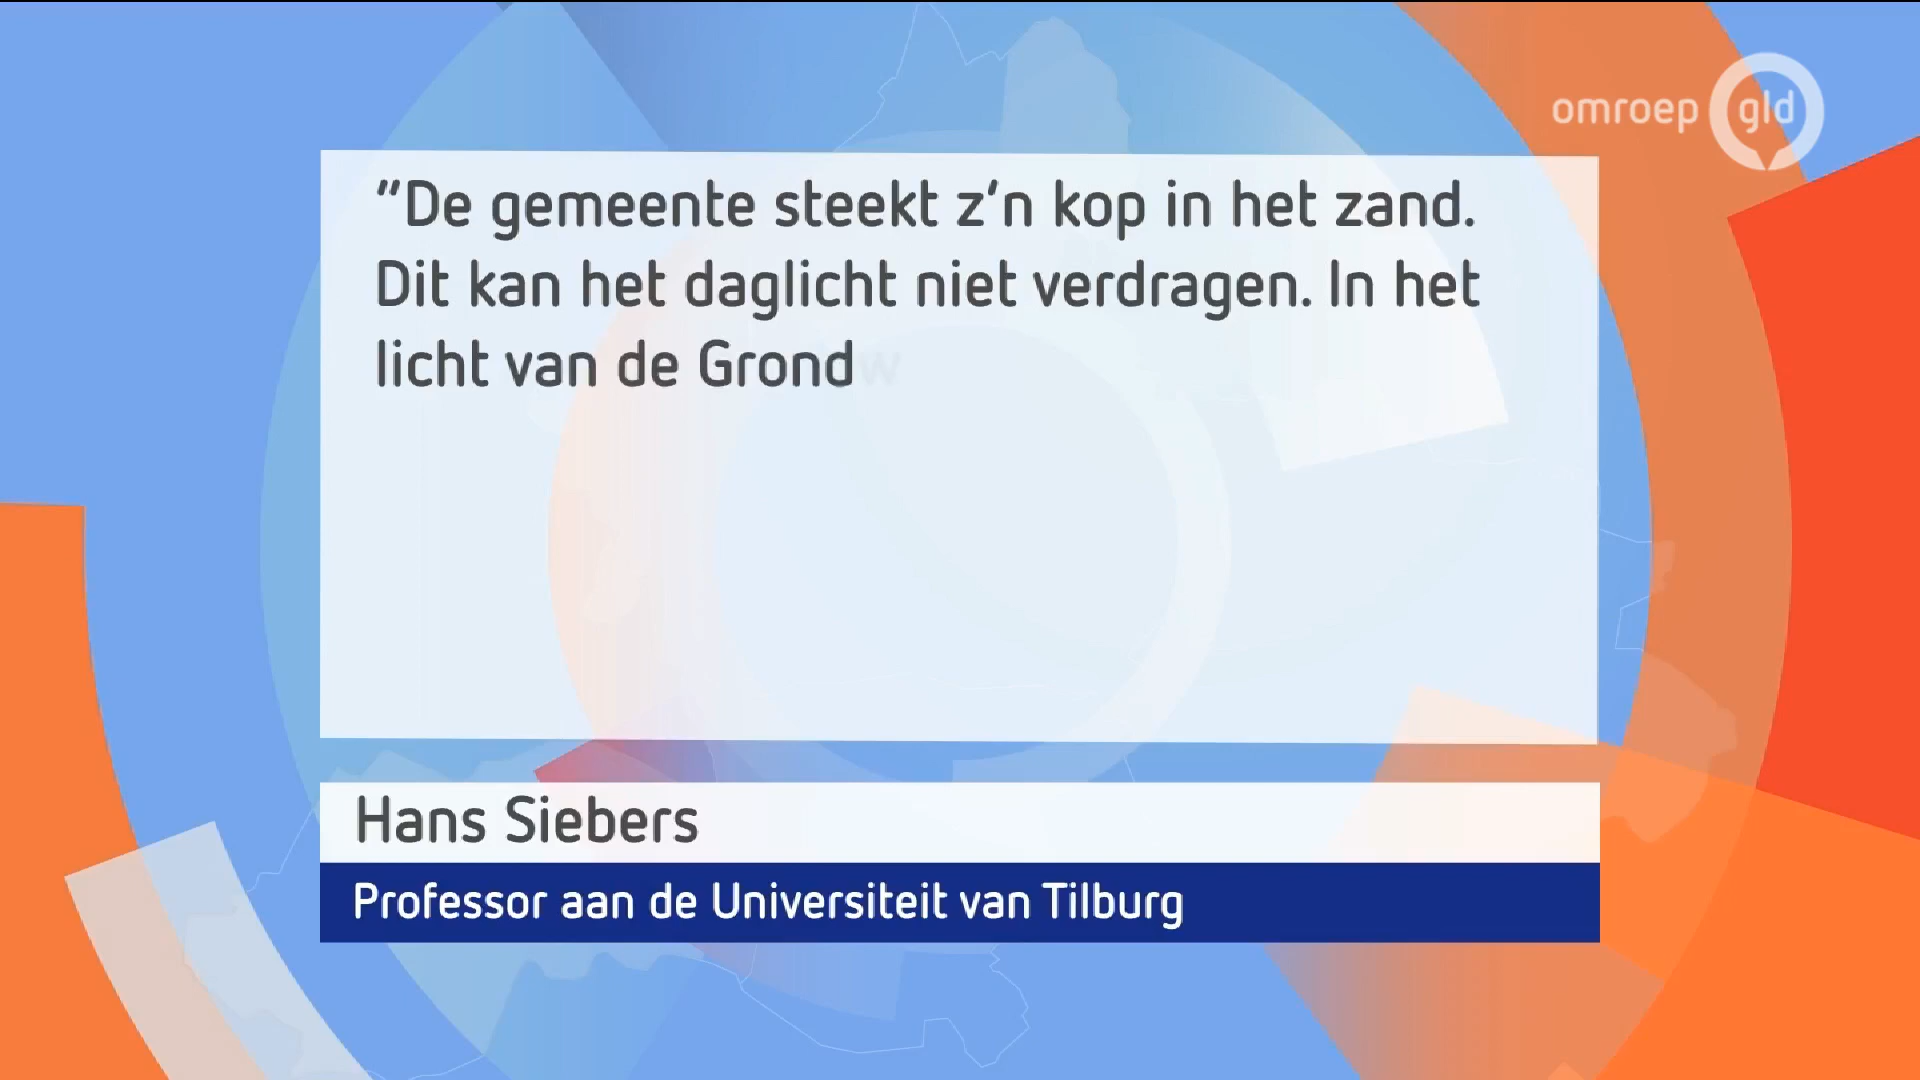 omroep gld
"De gemeente steekt z'n kop in het zand.
Dit kan het daglicht niet verdragen. In het
licht van de Grondw
Hans Siebers
Professor aan de Universiteit van Tilburg